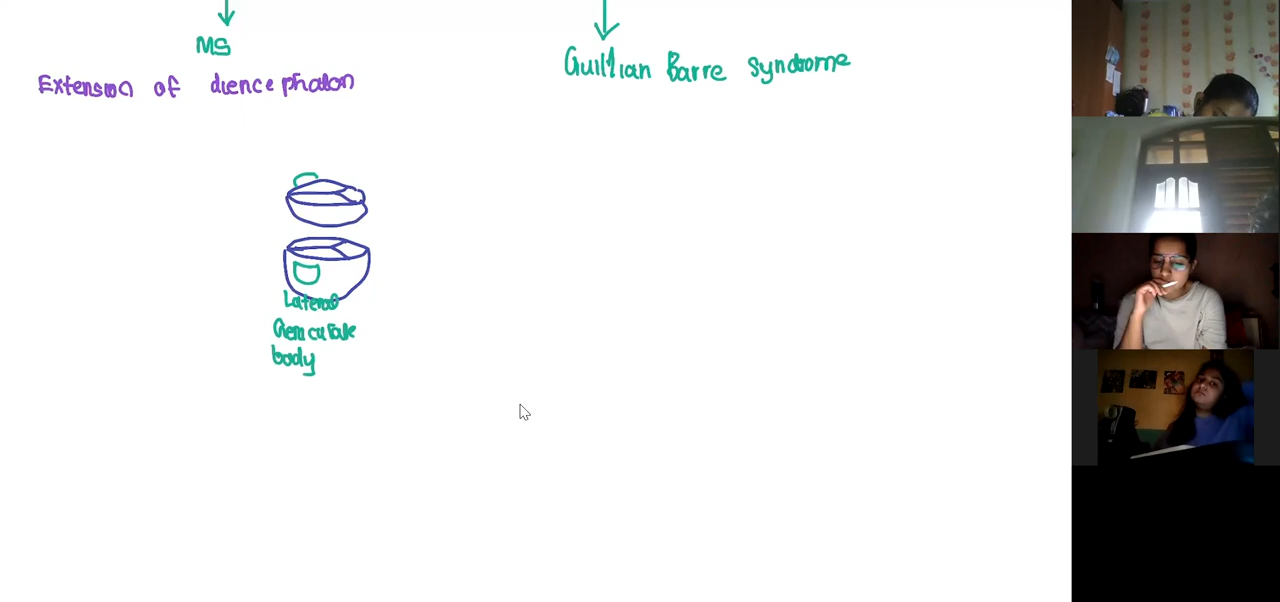 MS
Guillian Barre syndrome
Extension of diencephalon
Lateral
Geniculate
body